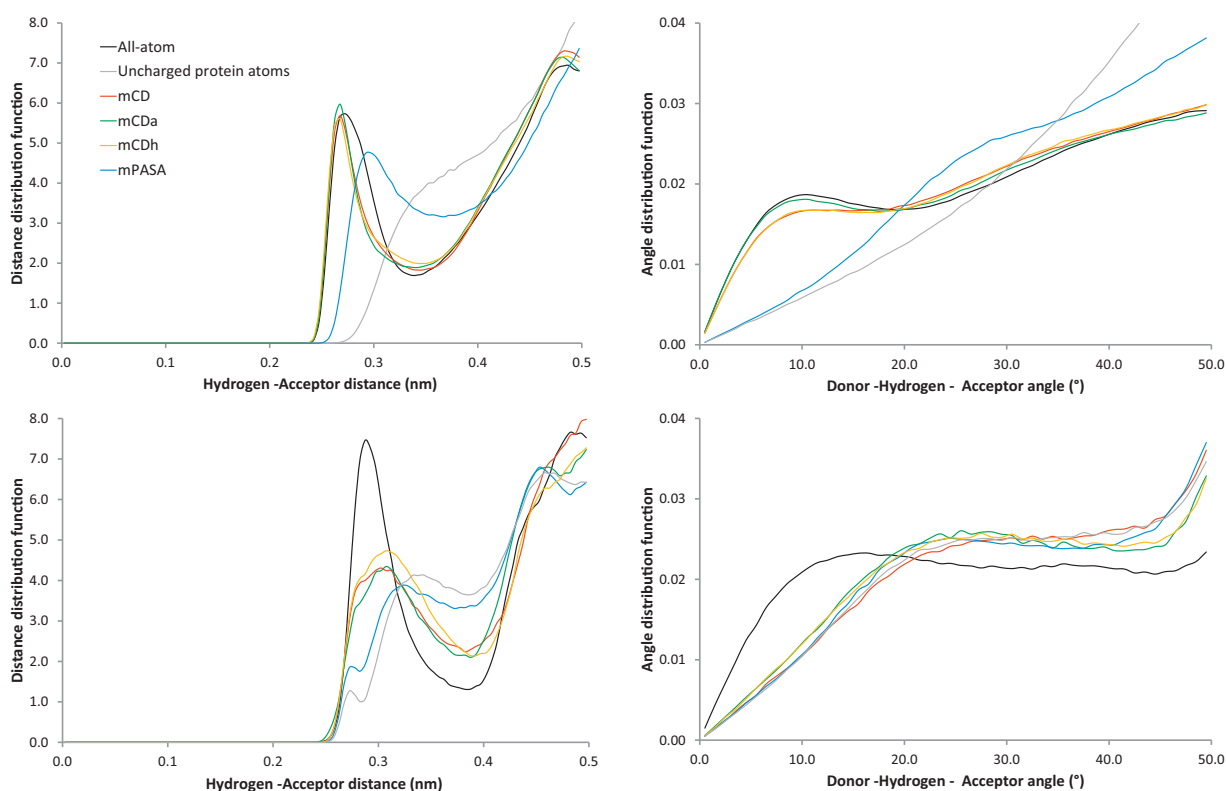 Distance distribution function
8.0
7.0
6.0
5.0
4.0
3.0
2.0
1.0
0.0
All-atom
Uncharged protein atoms
mCD
mCDa
mCDh
mPASA
0.0 0.1 0.2 0.3 0.4 0.5
Hydrogen -Acceptor distance (nm)
Angle distribution function
0.04
0.03
0.02
0.01
0.00
0.0 10.0 20.0 30.0 40.0 50.0
Donor -Hydrogen - Acceptor angle (°)
Distance distribution function
8.0
7.0
6.0
5.0
4.0
3.0
2.0
1.0
0.0
0.0 0.1 0.2 0.3 0.4 0.5
Hydrogen -Acceptor distance (nm)
Angle distribution function
0.04
0.03
0.02
0.01
0.00
0.0 10.0 20.0 30.0 40.0 50.0
Donor -Hydrogen - Acceptor angle (°)